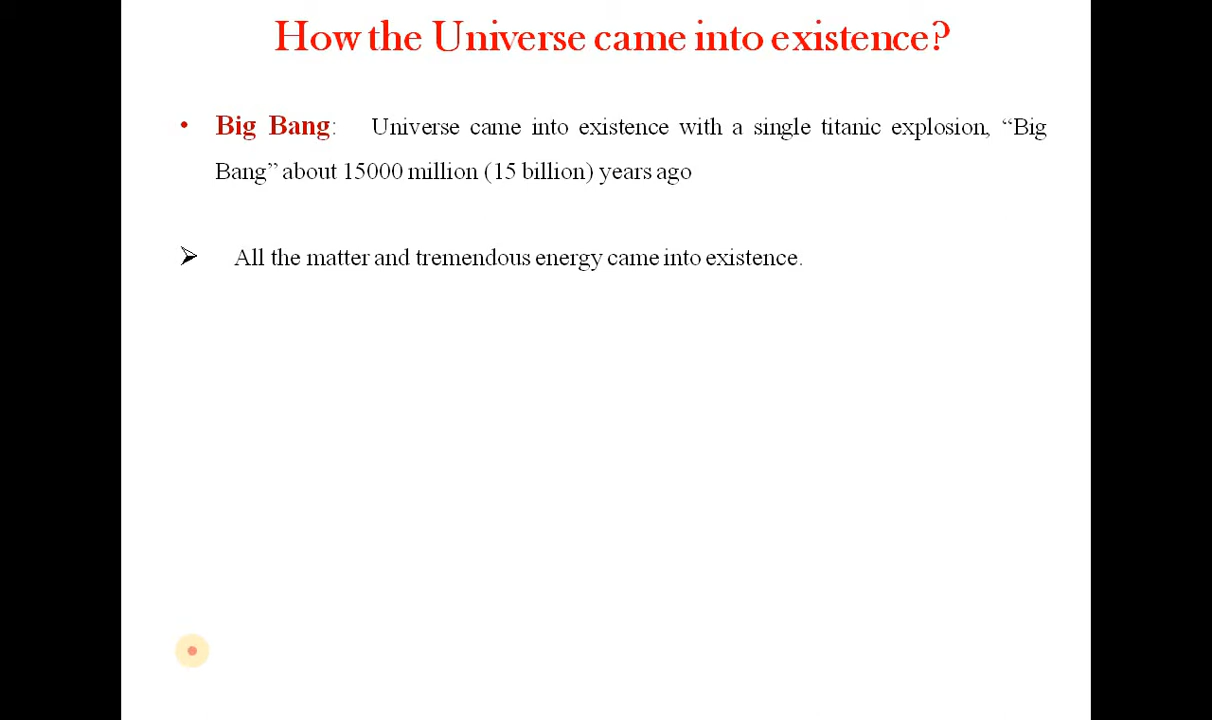 How the Universe came into existence?
• Big Bang: Universe came into existence with a single titanic explosion, “Big
Bang” about 15000 million (15 billion) years ago
➢ All the matter and tremendous energy came into existence.